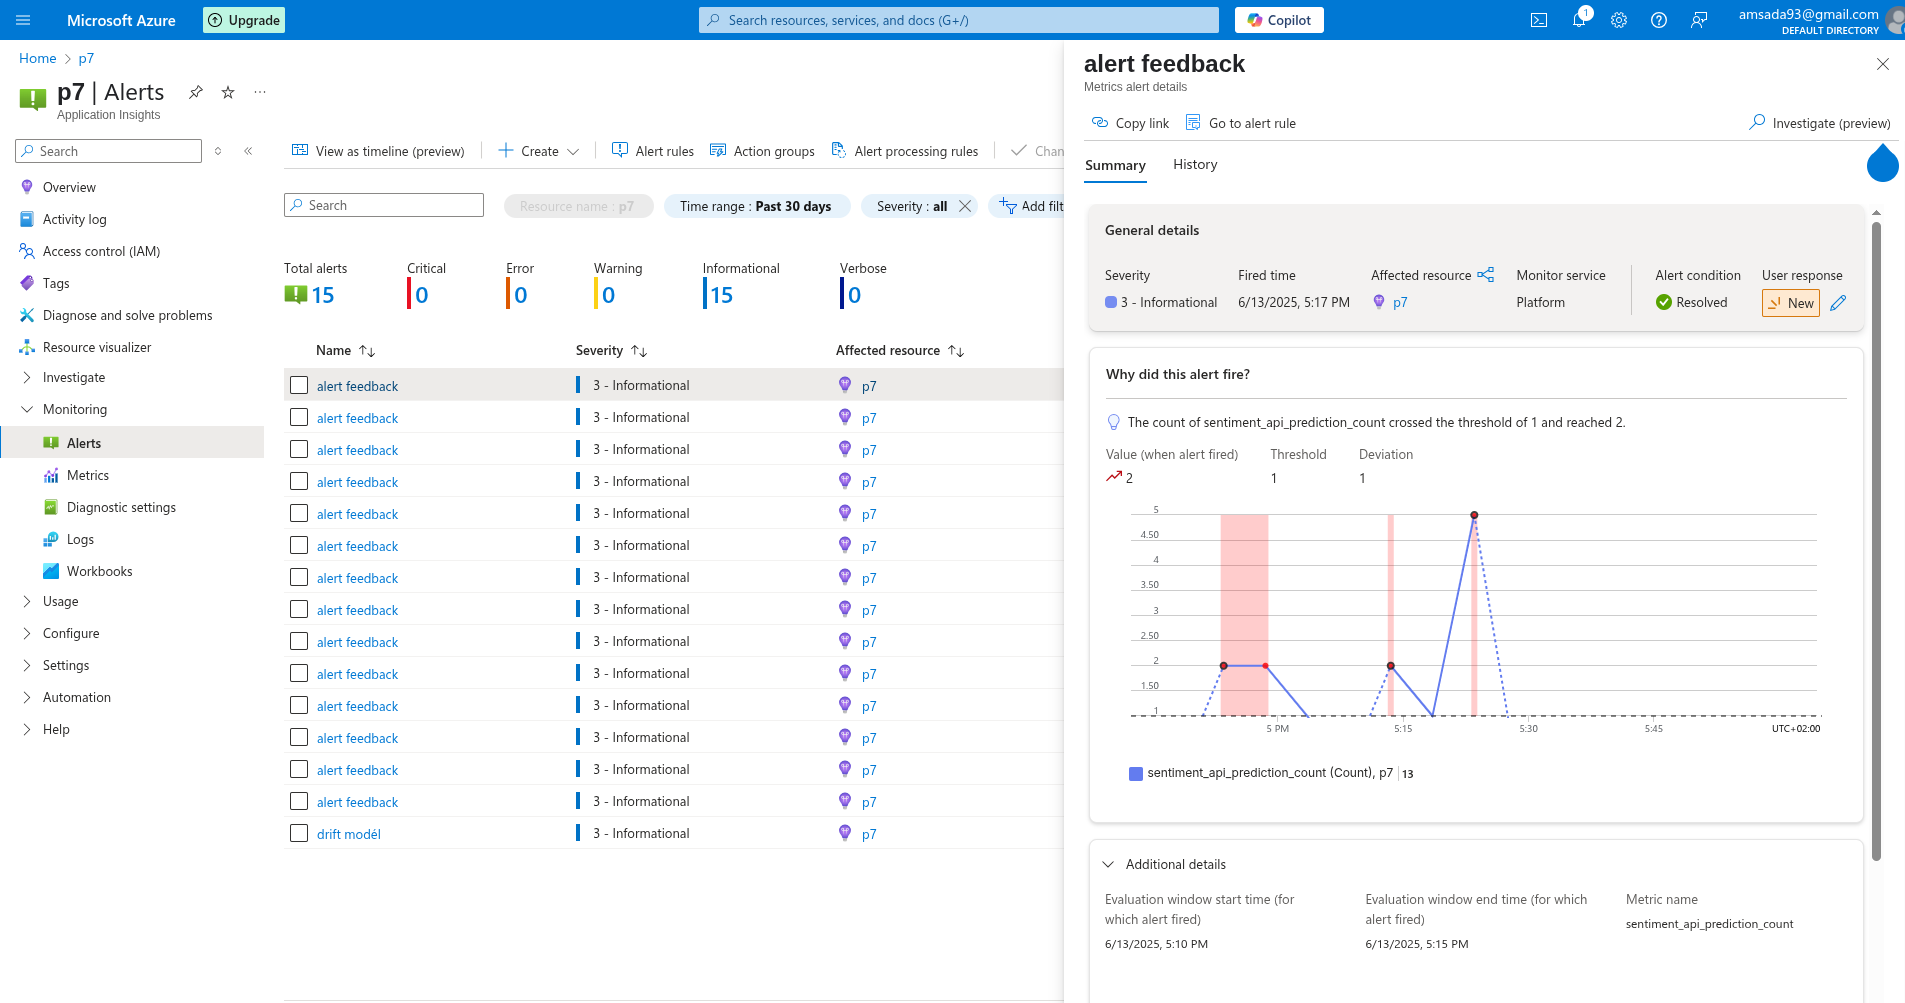 Microsoft Azure
Upgrade
Search resources, services, and docs (G+/)
Copilot
1
amsada93@gmail.com
DEFAULT DIRECTORY
Home > p7
p7 | Alerts
Application Insights
Search
Overview
Activity log
Access control (IAM)
Tags
Diagnose and solve problems
Resource visualizer
Investigate
Monitoring
Alerts
Metrics
Diagnostic settings
Logs
Workbooks
Usage
Configure
Settings
Automation
Help
View as timeline (preview)
Create
Alert rules
Action groups
Alert processing rules
Chan
Search
Resource name : p7
Time range : Past 30 days
Severity : all
Add filt
Total alerts
15
Critical
0
Error
0
Warning
0
Informational
15
Verbose
0
Name Severity Affected resource
alert feedback 3 - Informational p7
alert feedback 3 - Informational p7
alert feedback 3 - Informational p7
alert feedback 3 - Informational p7
alert feedback 3 - Informational p7
alert feedback 3 - Informational p7
alert feedback 3 - Informational p7
alert feedback 3 - Informational p7
alert feedback 3 - Informational p7
alert feedback 3 - Informational p7
alert feedback 3 - Informational p7
alert feedback 3 - Informational p7
alert feedback 3 - Informational p7
alert feedback 3 - Informational p7
drift modél 3 - Informational p7
alert feedback
Metrics alert details
Copy link
Go to alert rule
Investigate (preview)
Summary
History
General details
Severity
3 - Informational
Fired time
6/13/2025, 5:17 PM
Affected resource
p7
Monitor service
Platform
Alert condition
Resolved
User response
New
Why did this alert fire?
The count of sentiment_api_prediction_count crossed the threshold of 1 and reached 2.
Value (when alert fired)
2
Threshold
1
Deviation
1
5
4.50
4
3.50
3
2.50
2
1.50
1
5 PM 5:15 5:30 5:45 UTC+02:00
sentiment_api_prediction_count (Count), p7 | 13
Additional details
Evaluation window start time (for
which alert fired)
6/13/2025, 5:10 PM
Evaluation window end time (for which
alert fired)
6/13/2025, 5:15 PM
Metric name
sentiment_api_prediction_count